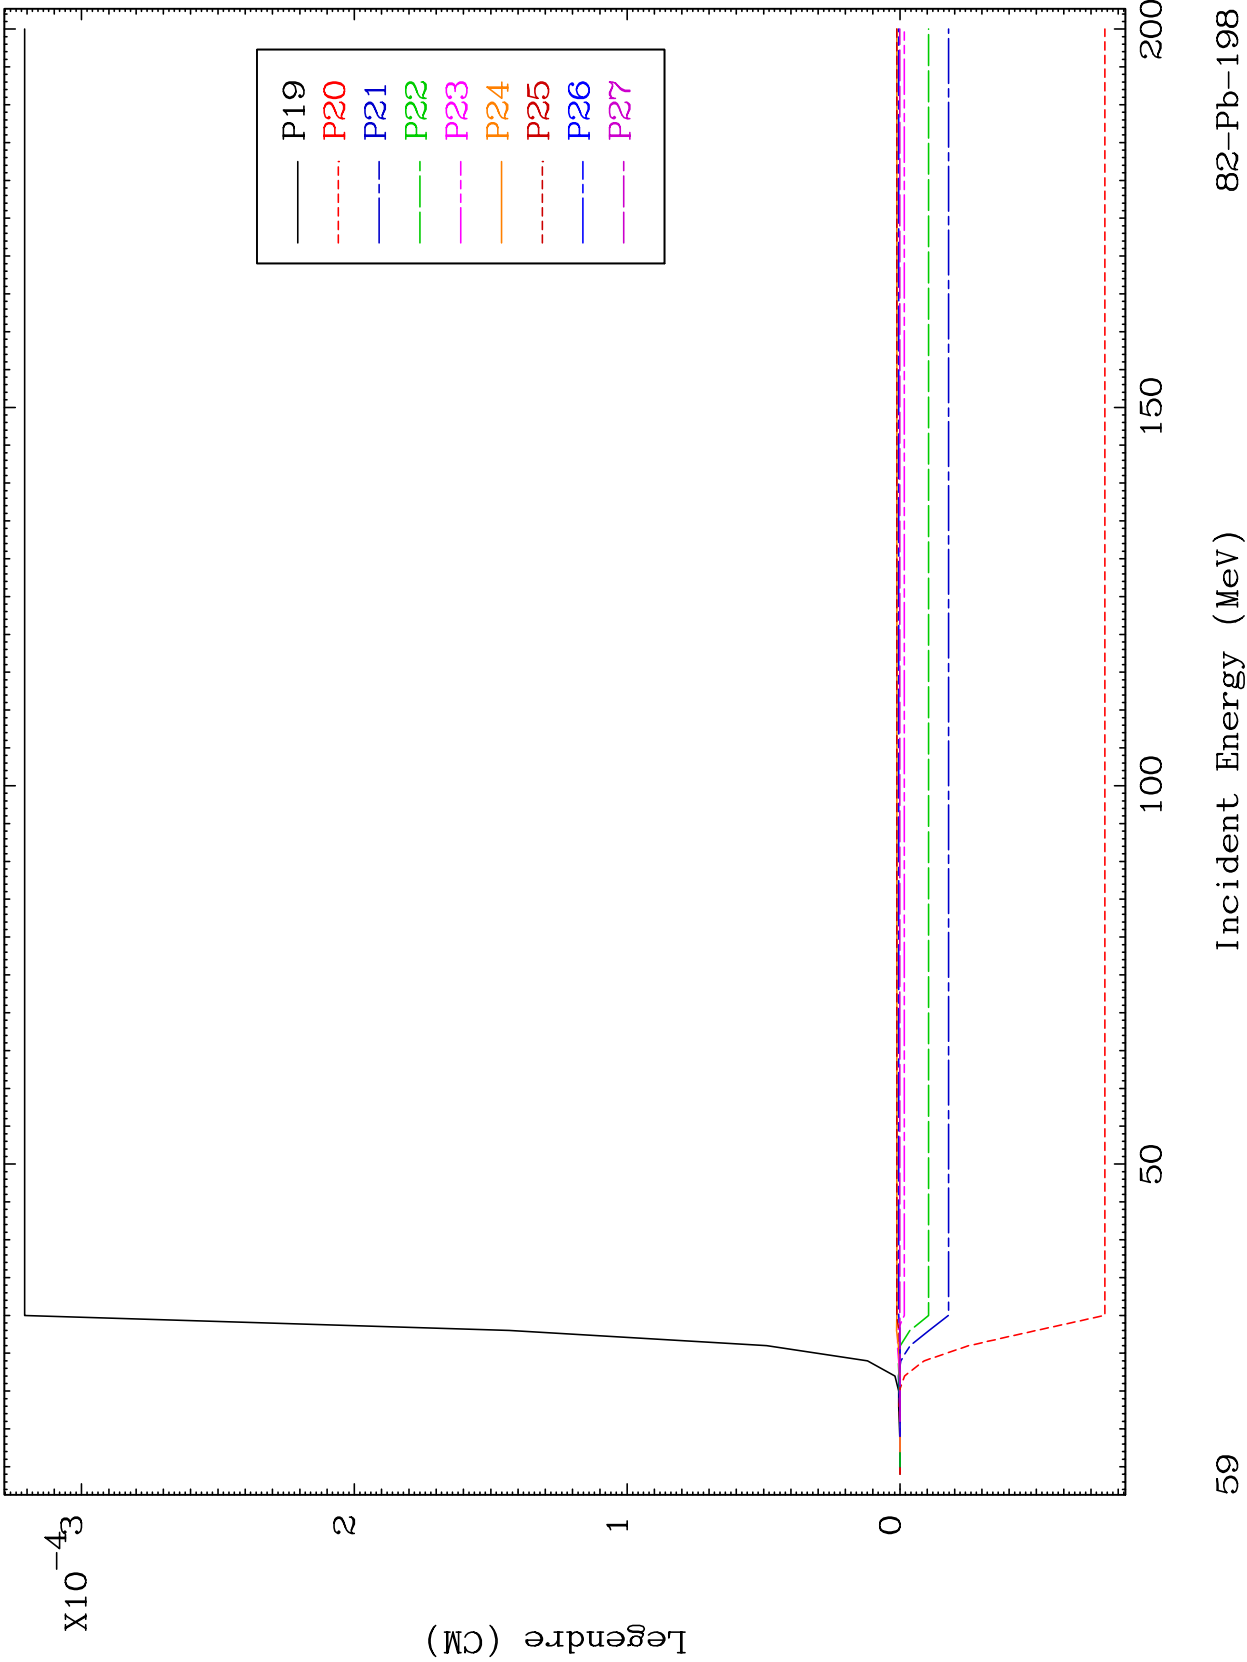 X10⁻⁴
3
2
1
0
Legendre (CM)
P19
P20
P21
P22
P23
P24
P25
P26
P27
50
100
150
200
Incident Energy (MeV)
59
82-Pb-198